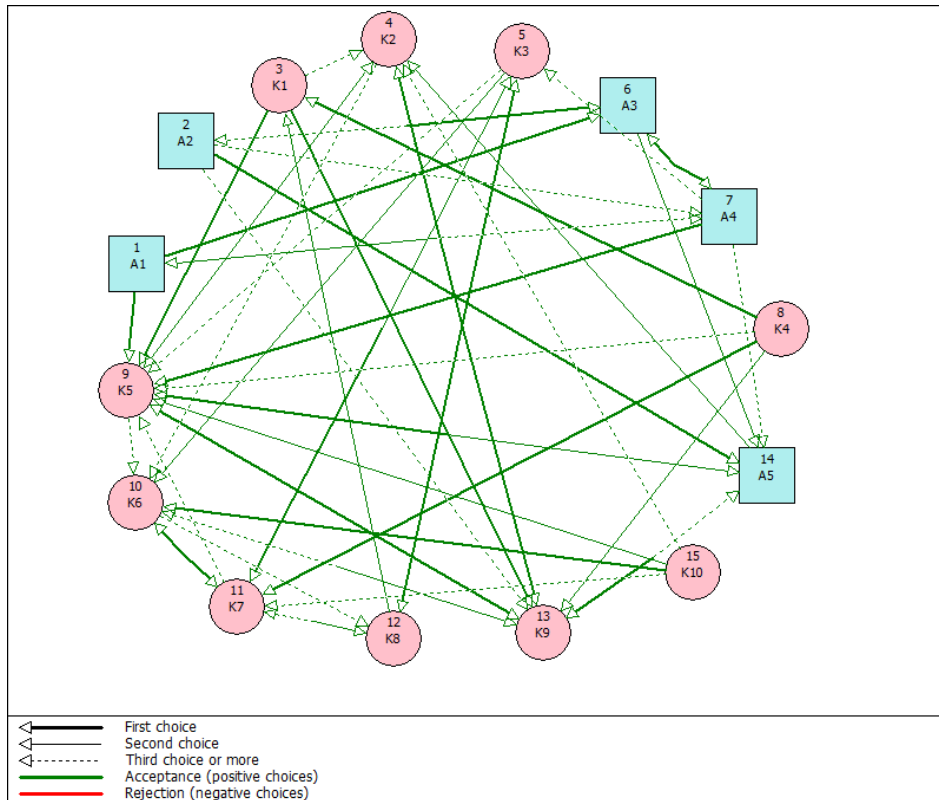 4
K2
5
K3
3
K1
6
A3
2
A2
7
A4
1
A1
8
K4
9
K5
14
A5
10
K6
15
K10
11
K7
12
K8
13
K9
First choice
Second choice
Third choice or more
Acceptance (positive choices)
Rejection (negative choices)